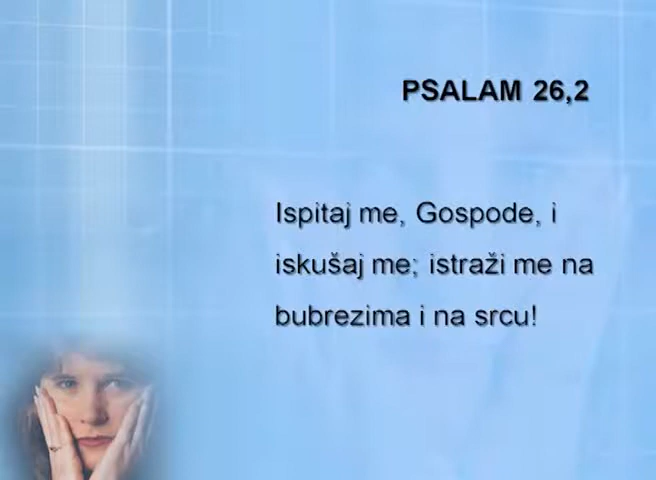 PSALAM 26,2
Ispitaj me, Gospode, i
iskušaj me; istraži me na
bubrezima i na srcu!